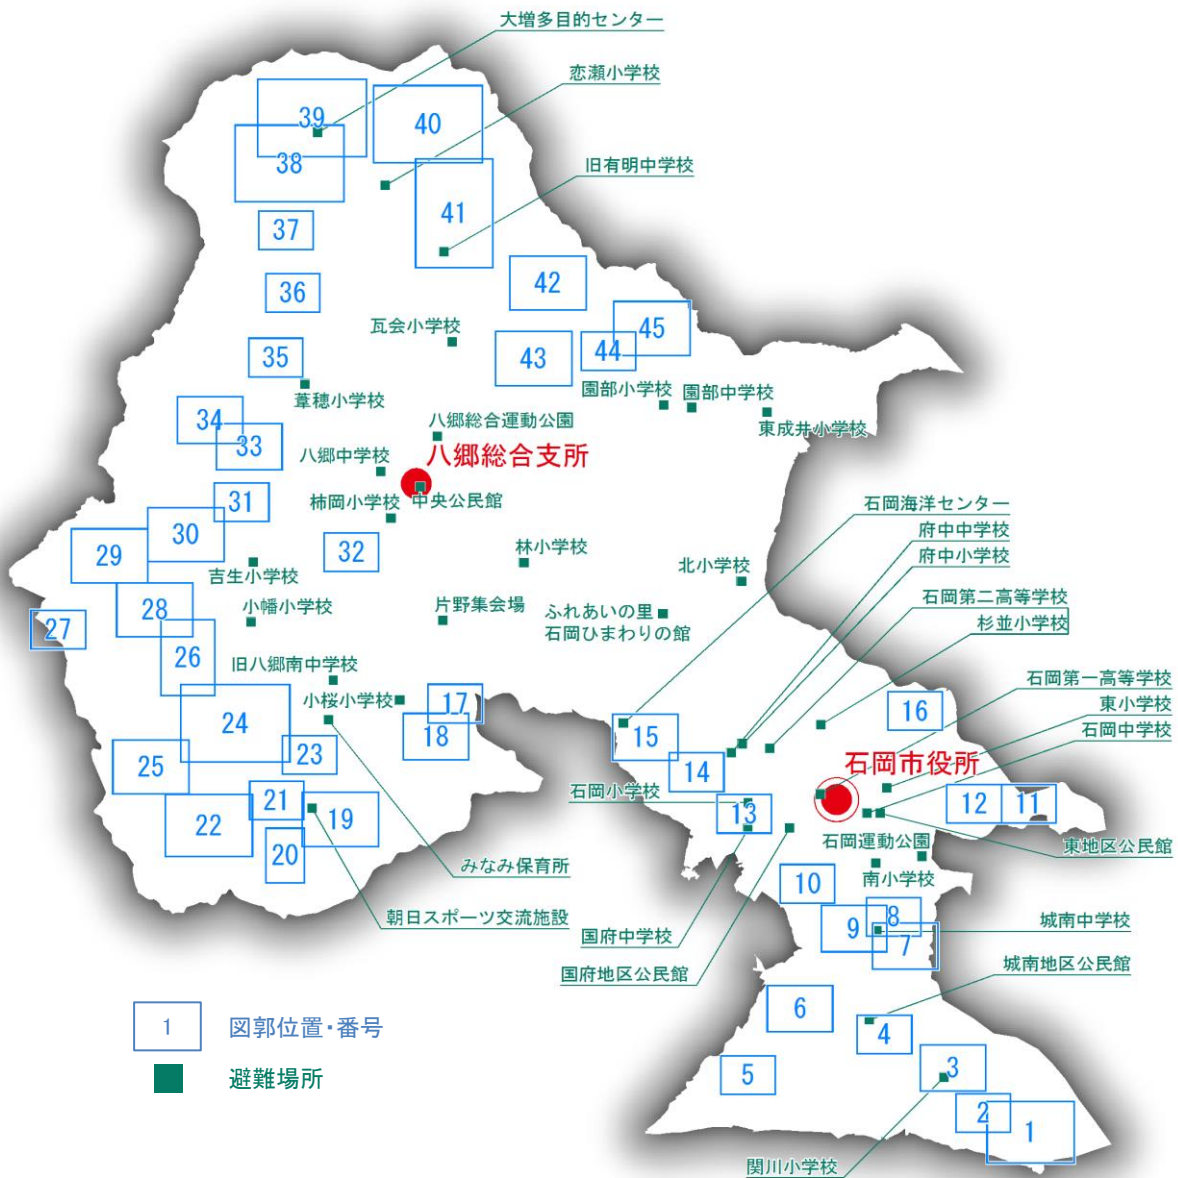 大増多目的センター
恋瀬小学校
39
40
38
旧有明中学校
41
37
42
36
45
瓦会小学校
44
43
35
園部小学校
園部中学校
葦穂小学校
34
八郷総合運動公園
東成井小学校
33
八郷中学校
八郷総合支所
31
柿岡小学校
中央公民館
石岡海洋センター
30
府中中学校
29
32
林小学校
府中小学校
北小学校
吉生小学校
石岡第二高等学校
28
小幡小学校
片野集会場
ふれあいの里
石岡ひまわりの館
杉並小学校
27
26
旧八郷南中学校
石岡第一高等学校
小桜小学校
17
東小学校
16
24
18
15
石岡中学校
23
25
14
石岡市役所
石岡小学校
21
12
11
22
19
13
石岡運動公園
東地区公民館
20
みなみ保育所
南小学校
10
朝日スポーツ交流施設
8
城南中学校
国府中学校
9
7
城南地区公民館
国府地区公民館
6
1
図郭位置・番号
4
3
5
避難場所
2
1
関川小学校